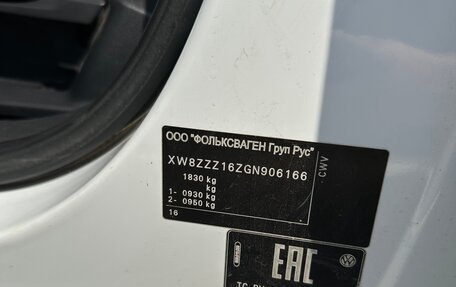 ООО "ФОЛЬКСВАГЕН Груп Рус"
XW8ZZZ16ZGN906166
CWV
1830 kg
kg
1- 0930 kg
2- 0950 kg
16
EAC